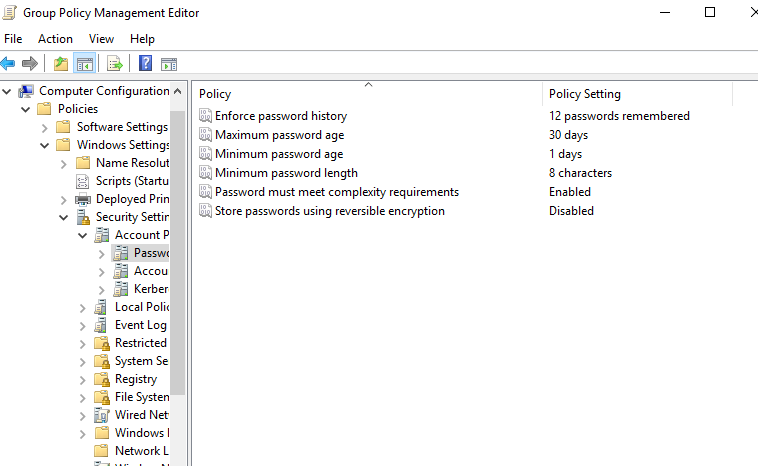 Group Policy Management Editor
File Action View Help
Computer Configuration
Policies
Software Settings
Windows Settings
Name Resolut
Scripts (Startu
Deployed Prin
Security Settin
Account P
Passwo
Accou
Kerber
Local Polic
Event Log
Restricted
System Se
Registry
File System
Wired Net
Windows
Network L
Policy Policy Setting
Enforce password history 12 passwords remembered
Maximum password age 30 days
Minimum password age 1 days
Minimum password length 8 characters
Password must meet complexity requirements Enabled
Store passwords using reversible encryption Disabled